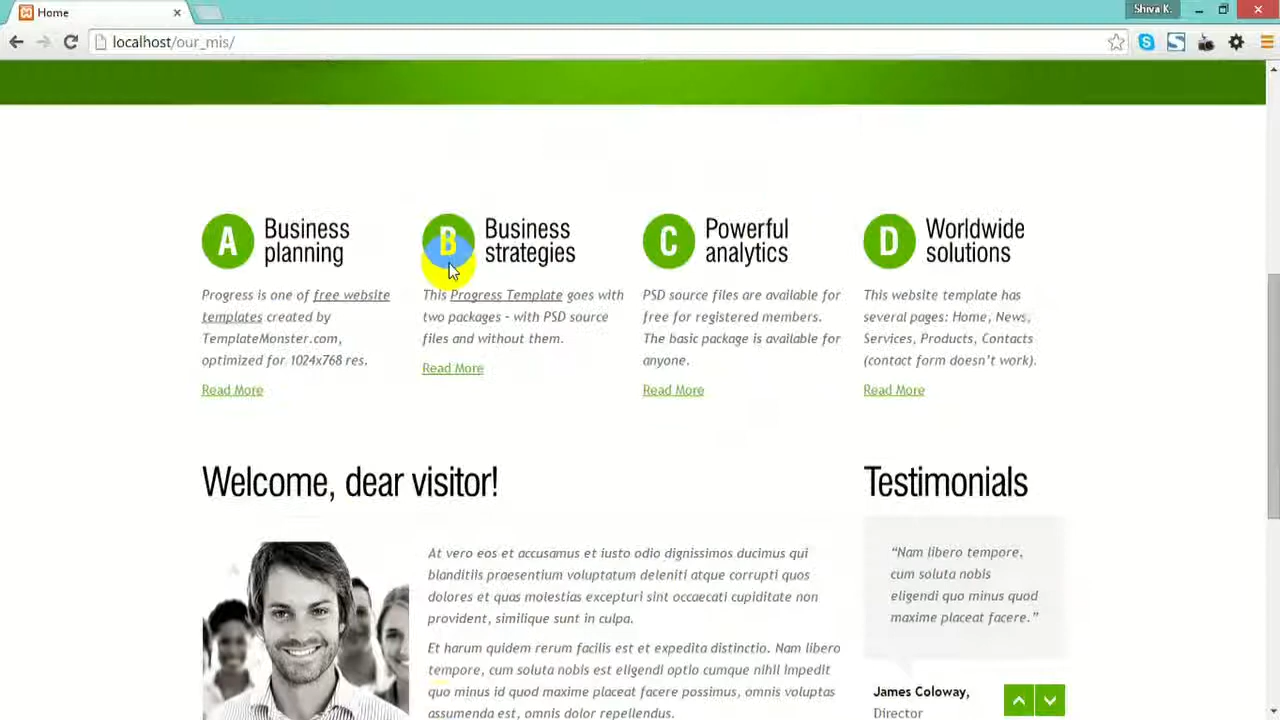 Home
Shiva K.
localhost/our_mis/
A Business planning
Progress is one of free website
templates created by
TemplateMonster.com,
optimized for 1024x768 res.
Read More
B Business strategies
This Progress Template goes with
two packages – with PSD source
files and without them.
Read More
C Powerful analytics
PSD source files are available for
free for registered members.
The basic package is available for
anyone.
Read More
D Worldwide solutions
This website template has
several pages: Home, News,
Services, Products, Contacts
(contact form doesn't work).
Read More
Welcome, dear visitor!
At vero eos et accusamus et iusto odio dignissimos ducimus qui
blanditiis praesentium voluptatum deleniti atque corrupti quos
dolores et quas molestias excepturi sint occaecati cupiditate non
provident, similique sunt in culpa.
Et harum quidem rerum facilis est et expedita distinctio. Nam libero
tempore, cum soluta nobis est eligendi optio cumque nihil impedit
quo minus id quod maxime placeat facere possimus, omnis voluptas
assumenda est, omnis dolor repellendus.
Testimonials
“Nam libero tempore,
cum soluta nobis
eligendi quo minus quod
maxime placeat facere.”
James Coloway,
Director